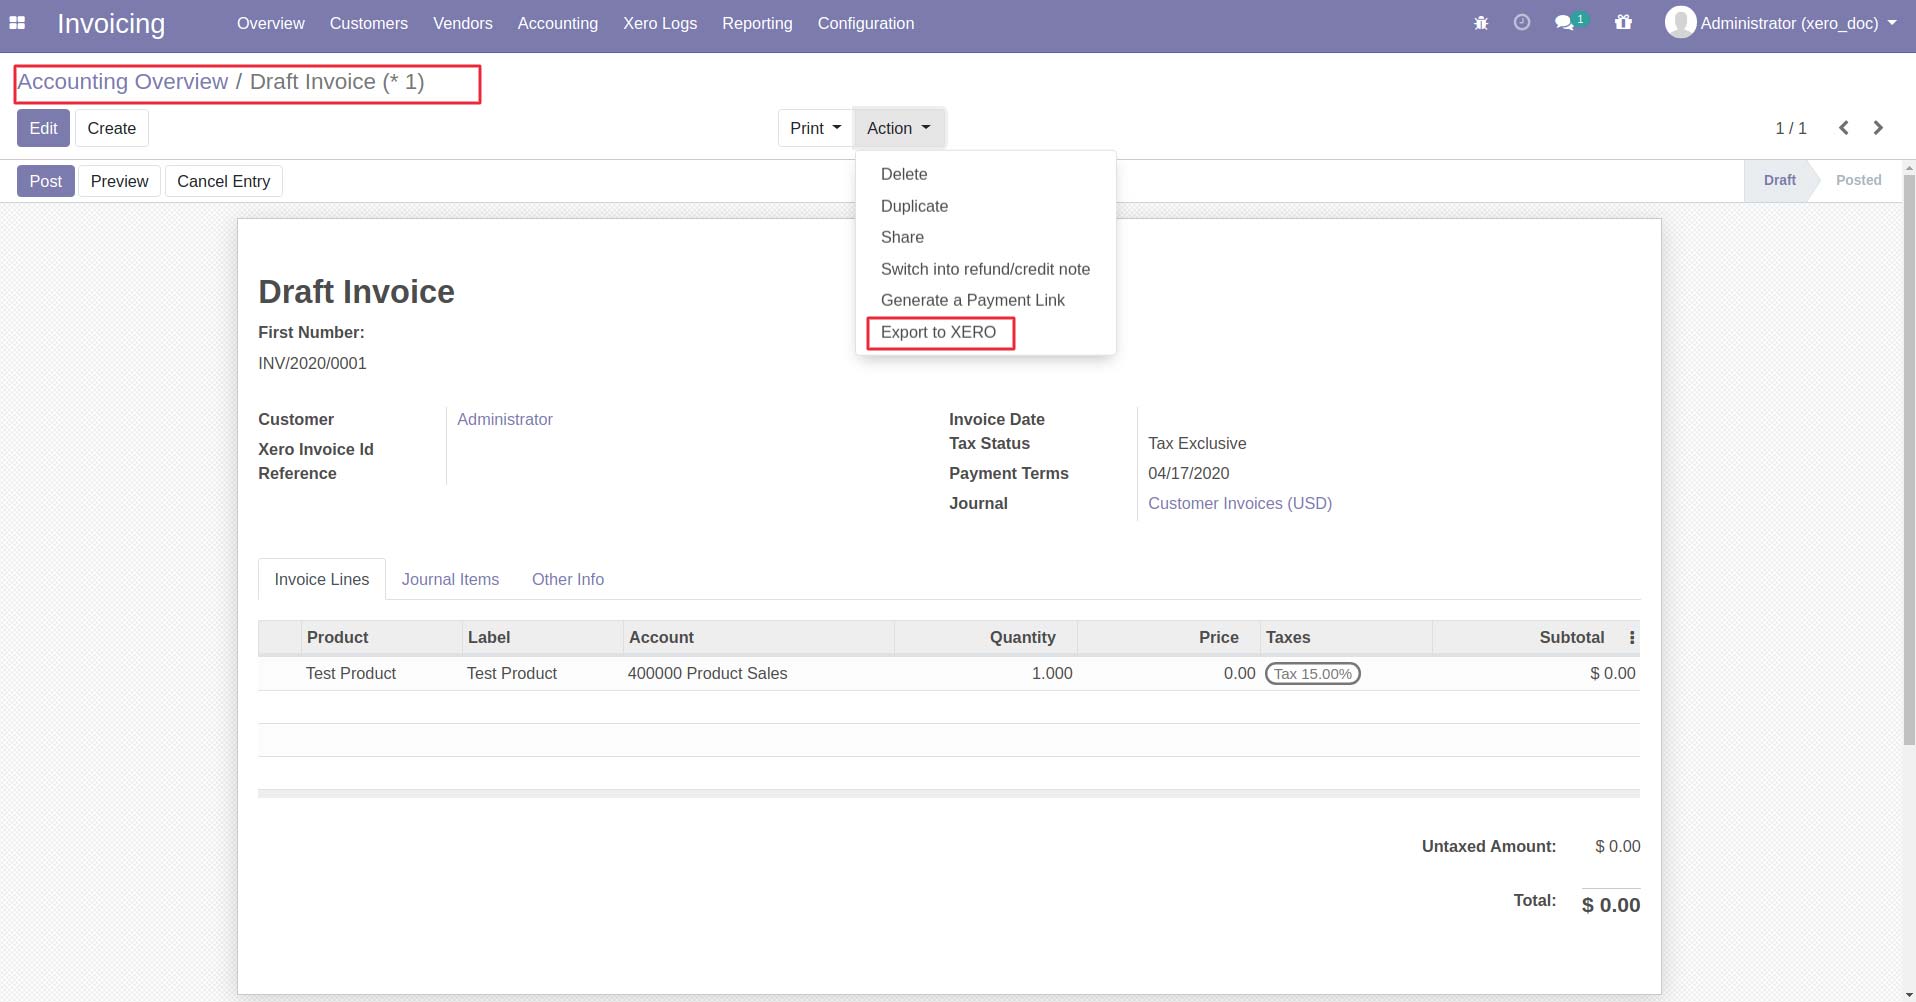 Invoicing Overview Customers Vendors Accounting Xero Logs Reporting Configuration 1 Administrator (xero_doc)
Accounting Overview / Draft Invoice (* 1)
Edit Create Print Action 1 / 1
Post Preview Cancel Entry Draft Posted
Delete
Duplicate
Share
Switch into refund/credit note
Generate a Payment Link
Export to XERO
Draft Invoice
First Number:
INV/2020/0001
Customer Administrator
Xero Invoice Id
Reference
Invoice Date
Tax Status Tax Exclusive
Payment Terms 04/17/2020
Journal Customer Invoices (USD)
Invoice Lines Journal Items Other Info
Product Label Account Quantity Price Taxes Subtotal
Test Product Test Product 400000 Product Sales 1.000 0.00 Tax 15.00% $ 0.00
Untaxed Amount: $ 0.00
Total: $ 0.00